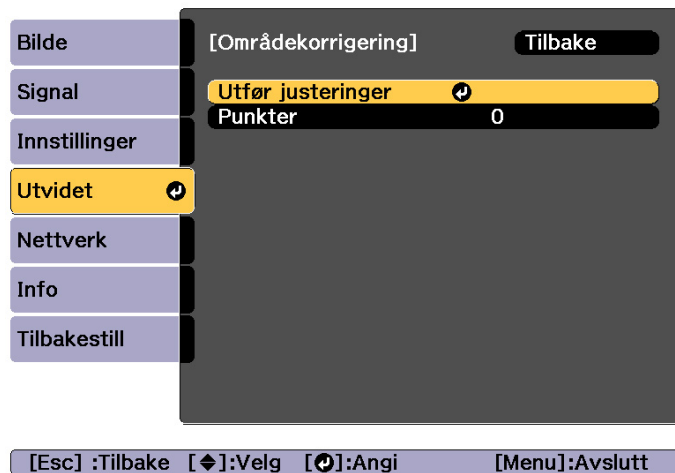 Bilde
Signal
Innstillinger
Utvidet
Nettverk
Info
Tilbakestill
[Områdekorrigering] Tilbake
Utfør justeringer
Punkter 0
[Esc] :Tilbake [◆]:Velg [↵]:Angi [Menu]:Avslutt